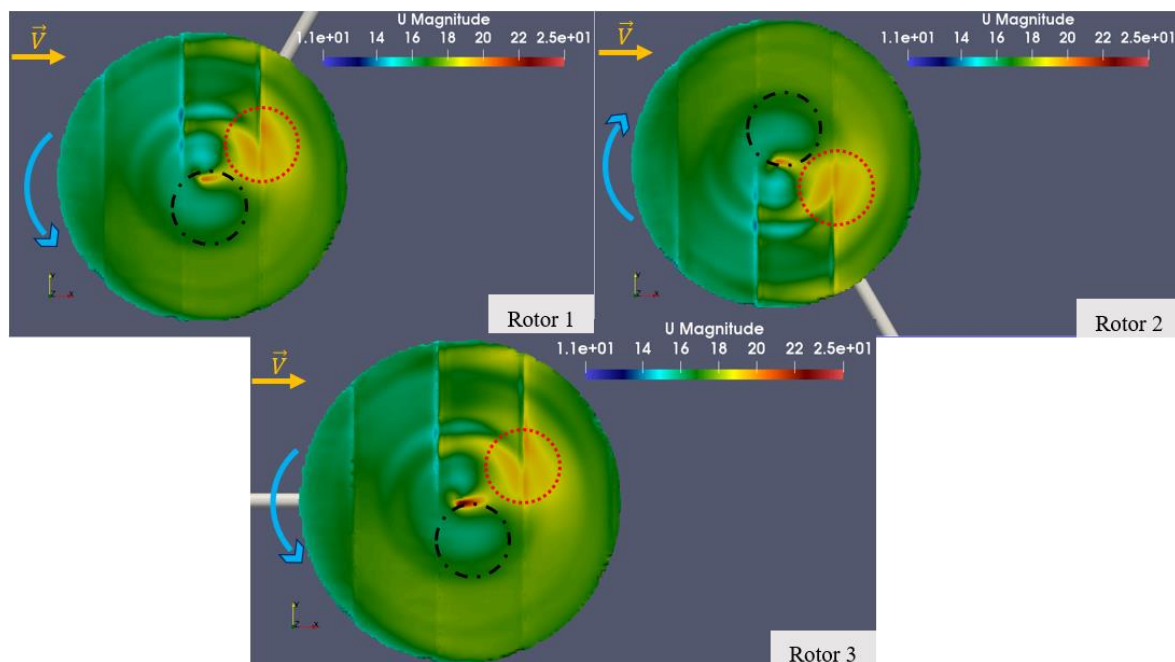 V
U Magnitude
1.1e+01 14 16 18 20 22 2.5e+01
Y
Z X
Rotor 1
V
U Magnitude
1.1e+01 14 16 18 20 22 2.5e+01
Y
Z X
Rotor 2
V
U Magnitude
1.1e+01 14 16 18 20 22 2.5e+01
Y
Z X
Rotor 3